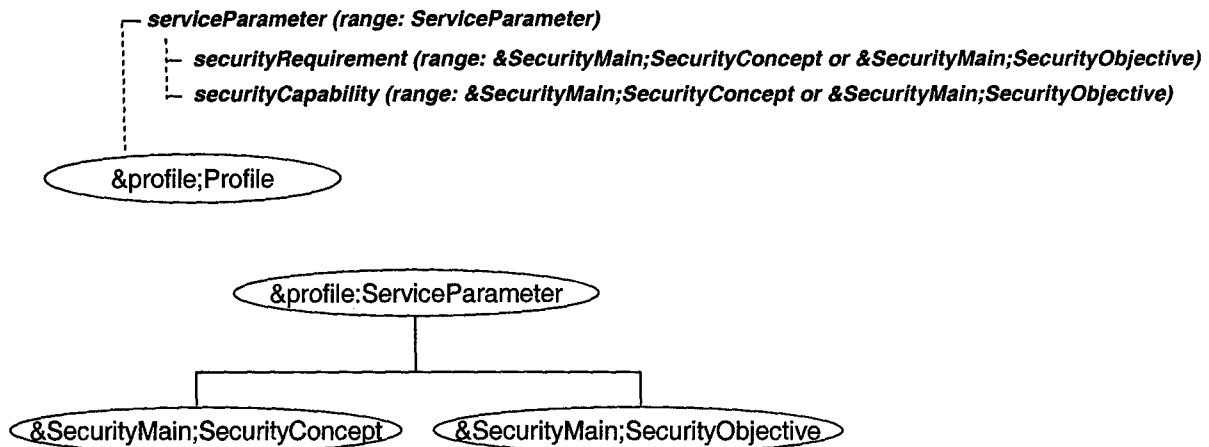 serviceParameter (range: ServiceParameter)
securityRequirement (range: &SecurityMain;SecurityConcept or &SecurityMain;SecurityObjective)
securityCapability (range: &SecurityMain;SecurityConcept or &SecurityMain;SecurityObjective)
&profile;Profile
&profile:ServiceParameter
&SecurityMain;SecurityConcept
&SecurityMain;SecurityObjective